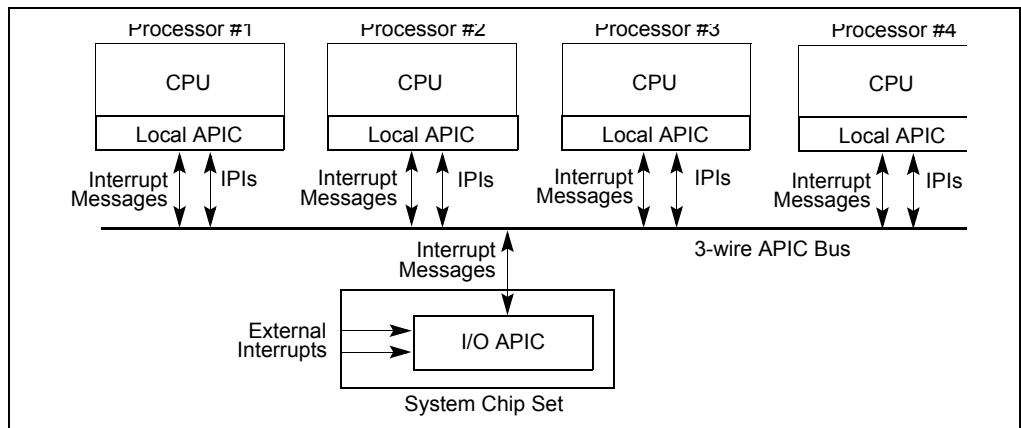 Processor #1
Processor #2
Processor #3
Processor #4
CPU
CPU
CPU
CPU
Local APIC
Local APIC
Local APIC
Local APIC
Interrupt
Messages
IPIs
Interrupt
Messages
IPIs
Interrupt
Messages
IPIs
Interrupt
Messages
IPIs
Interrupt
Messages
3-wire APIC Bus
External
Interrupts
I/O APIC
System Chip Set